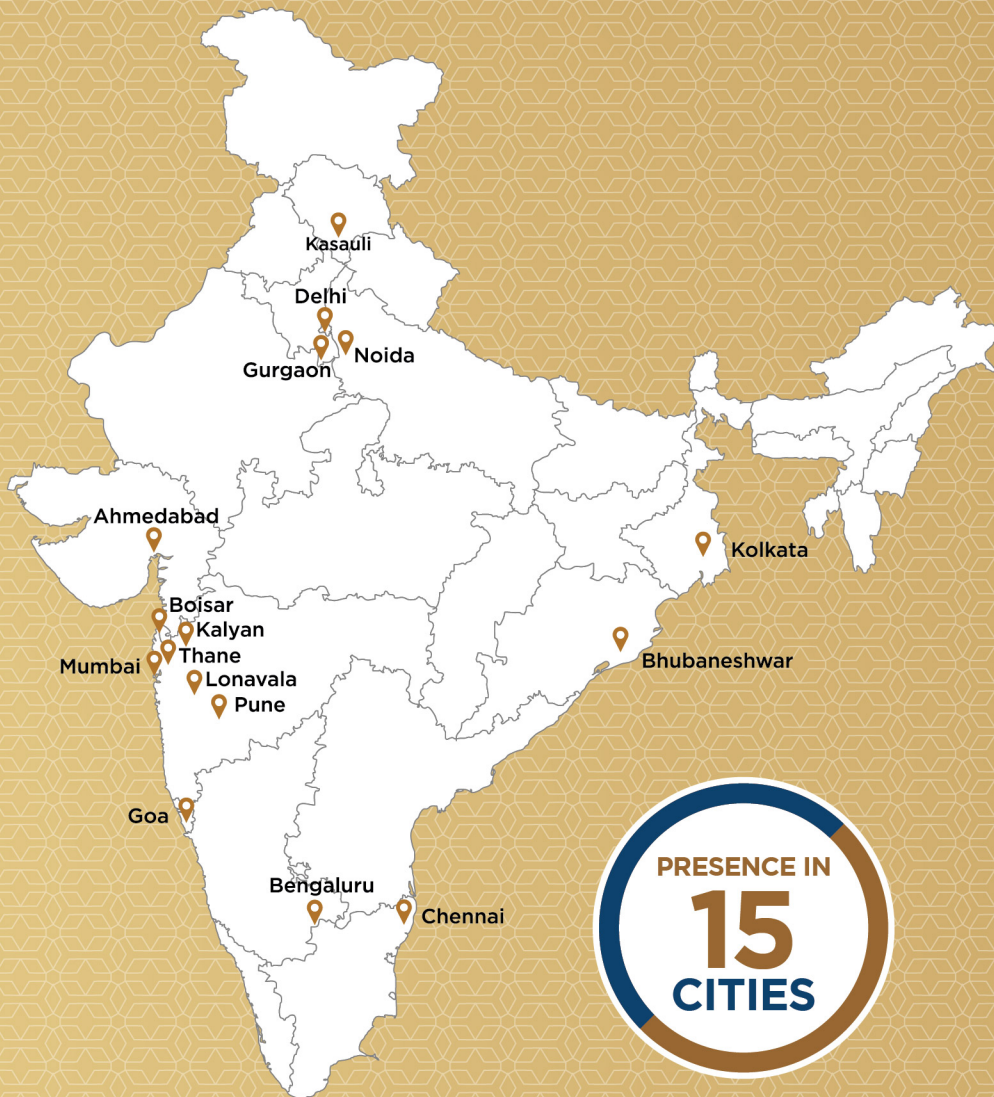 Kasauli
Delhi
Noida
Gurgaon
Ahmedabad
Kolkata
Boisar
Kalyan
Thane
Mumbai
Bhubaneshwar
Lonavala
Pune
Goa
Bengaluru
Chennai
PRESENCE IN
15
CITIES